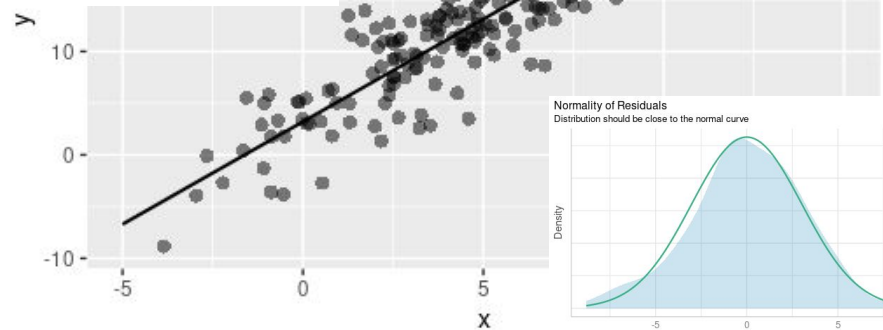 y
10
0
-10
-5 0 5
x
Normality of Residuals
Distribution should be close to the normal curve
Density
-5 0 5